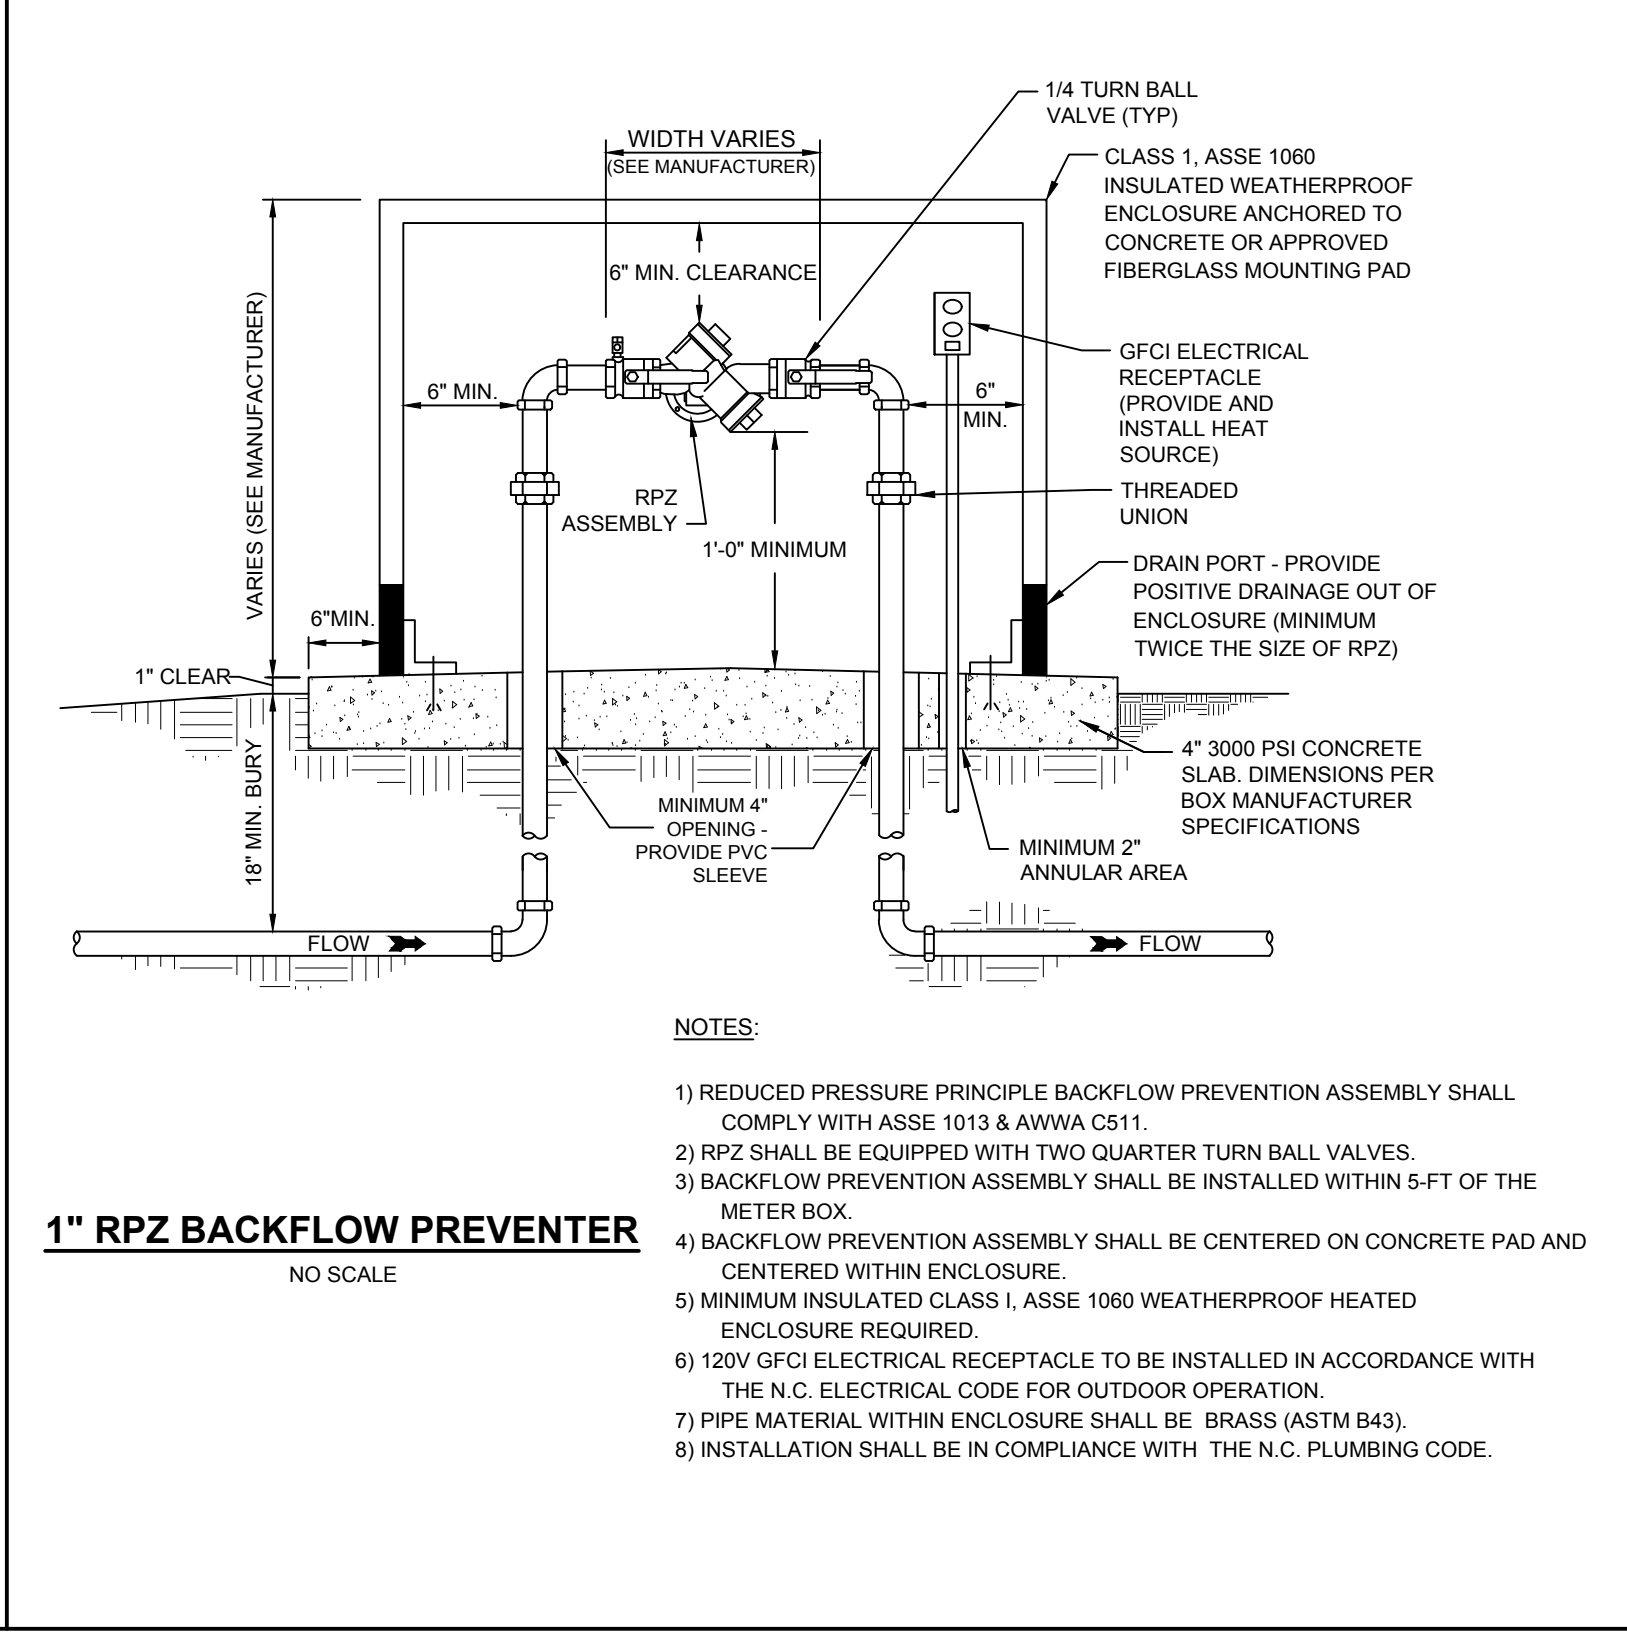 1/4 TURN BALL
VALVE (TYP)
WIDTH VARIES
(SEE MANUFACTURER)
CLASS 1, ASSE 1060
INSULATED WEATHERPROOF
ENCLOSURE ANCHORED TO
CONCRETE OR APPROVED
FIBERGLASS MOUNTING PAD
6" MIN. CLEARANCE
VARIES (SEE MANUFACTURER)
GFCI ELECTRICAL
RECEPTACLE
(PROVIDE AND
INSTALL HEAT
SOURCE)
6" MIN.
6"
MIN.
RPZ
ASSEMBLY
THREADED
UNION
1'-0" MINIMUM
DRAIN PORT - PROVIDE
POSITIVE DRAINAGE OUT OF
ENCLOSURE (MINIMUM
TWICE THE SIZE OF RPZ)
6"MIN.
1" CLEAR
18" MIN. BURY
4" 3000 PSI CONCRETE
SLAB. DIMENSIONS PER
BOX MANUFACTURER
SPECIFICATIONS
MINIMUM 4"
OPENING -
PROVIDE PVC
SLEEVE
MINIMUM 2"
ANNULAR AREA
FLOW
FLOW
NOTES:
1) REDUCED PRESSURE PRINCIPLE BACKFLOW PREVENTION ASSEMBLY SHALL
COMPLY WITH ASSE 1013 & AWWA C511.
2) RPZ SHALL BE EQUIPPED WITH TWO QUARTER TURN BALL VALVES.
3) BACKFLOW PREVENTION ASSEMBLY SHALL BE INSTALLED WITHIN 5-FT OF THE
METER BOX.
4) BACKFLOW PREVENTION ASSEMBLY SHALL BE CENTERED ON CONCRETE PAD AND
CENTERED WITHIN ENCLOSURE.
5) MINIMUM INSULATED CLASS I, ASSE 1060 WEATHERPROOF HEATED
ENCLOSURE REQUIRED.
6) 120V GFCI ELECTRICAL RECEPTACLE TO BE INSTALLED IN ACCORDANCE WITH
THE N.C. ELECTRICAL CODE FOR OUTDOOR OPERATION.
7) PIPE MATERIAL WITHIN ENCLOSURE SHALL BE BRASS (ASTM B43).
8) INSTALLATION SHALL BE IN COMPLIANCE WITH THE N.C. PLUMBING CODE.
1" RPZ BACKFLOW PREVENTER
NO SCALE